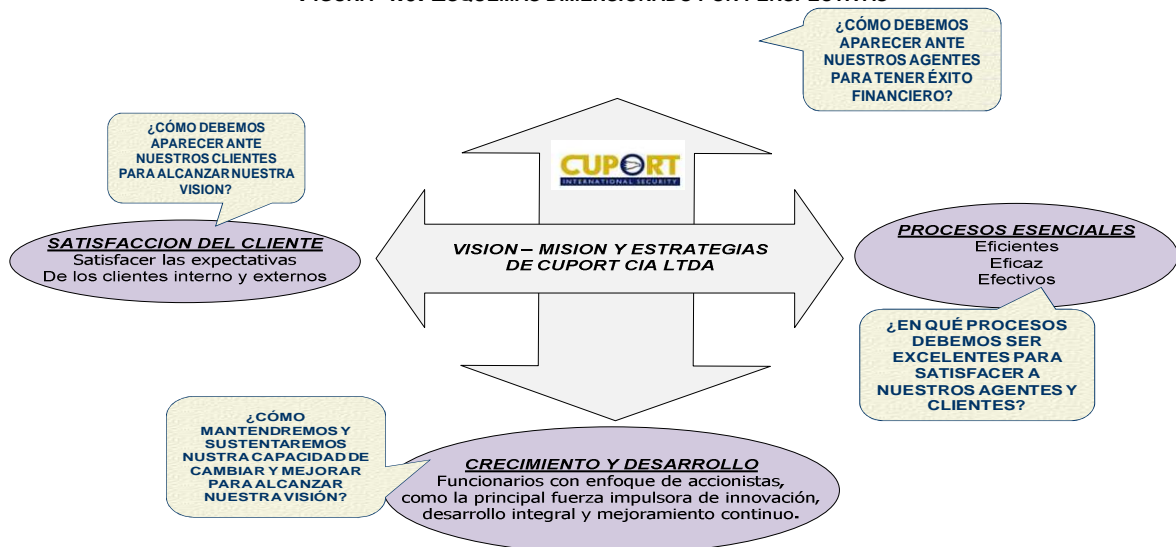 ¿CÓMO DEBEMOS
APARECER ANTE
NUESTROS AGENTES
PARA TENER ÉXITO
FINANCIERO?
¿CÓMO DEBEMOS
APARECER ANTE
NUESTROS CLIENTES
PARA ALCANZAR NUESTRA
VISION?
CUPORT
INTERNATIONAL SECURITY
SATISFACCION DEL CLIENTE
Satisfacer las expectativas
De los clientes interno y externos
VISION – MISION Y ESTRATEGIAS
DE CUPORT CIA LTDA
PROCESOS ESENCIALES
Eficientes
Eficaz
Efectivos
¿EN QUÉ PROCESOS
DEBEMOS SER
EXCELENTES PARA
SATISFACER A
NUESTROS AGENTES Y
CLIENTES?
¿CÓMO
MANTENDREMOS Y
SUSTENTAREMOS
NUSTRA CAPACIDAD DE
CAMBIAR Y MEJORAR
PARA ALCANZAR
NUESTRA VISIÓN?
CRECIMIENTO Y DESARROLLO
Funcionarios con enfoque de accionistas,
como la principal fuerza impulsora de innovación,
desarrollo integral y mejoramiento continuo.